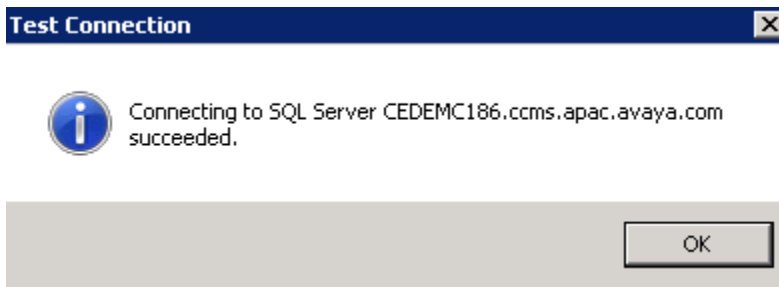 Test Connection
Connecting to SQL Server CEDEMC186.ccms.apac.avaya.com
succeeded.
OK